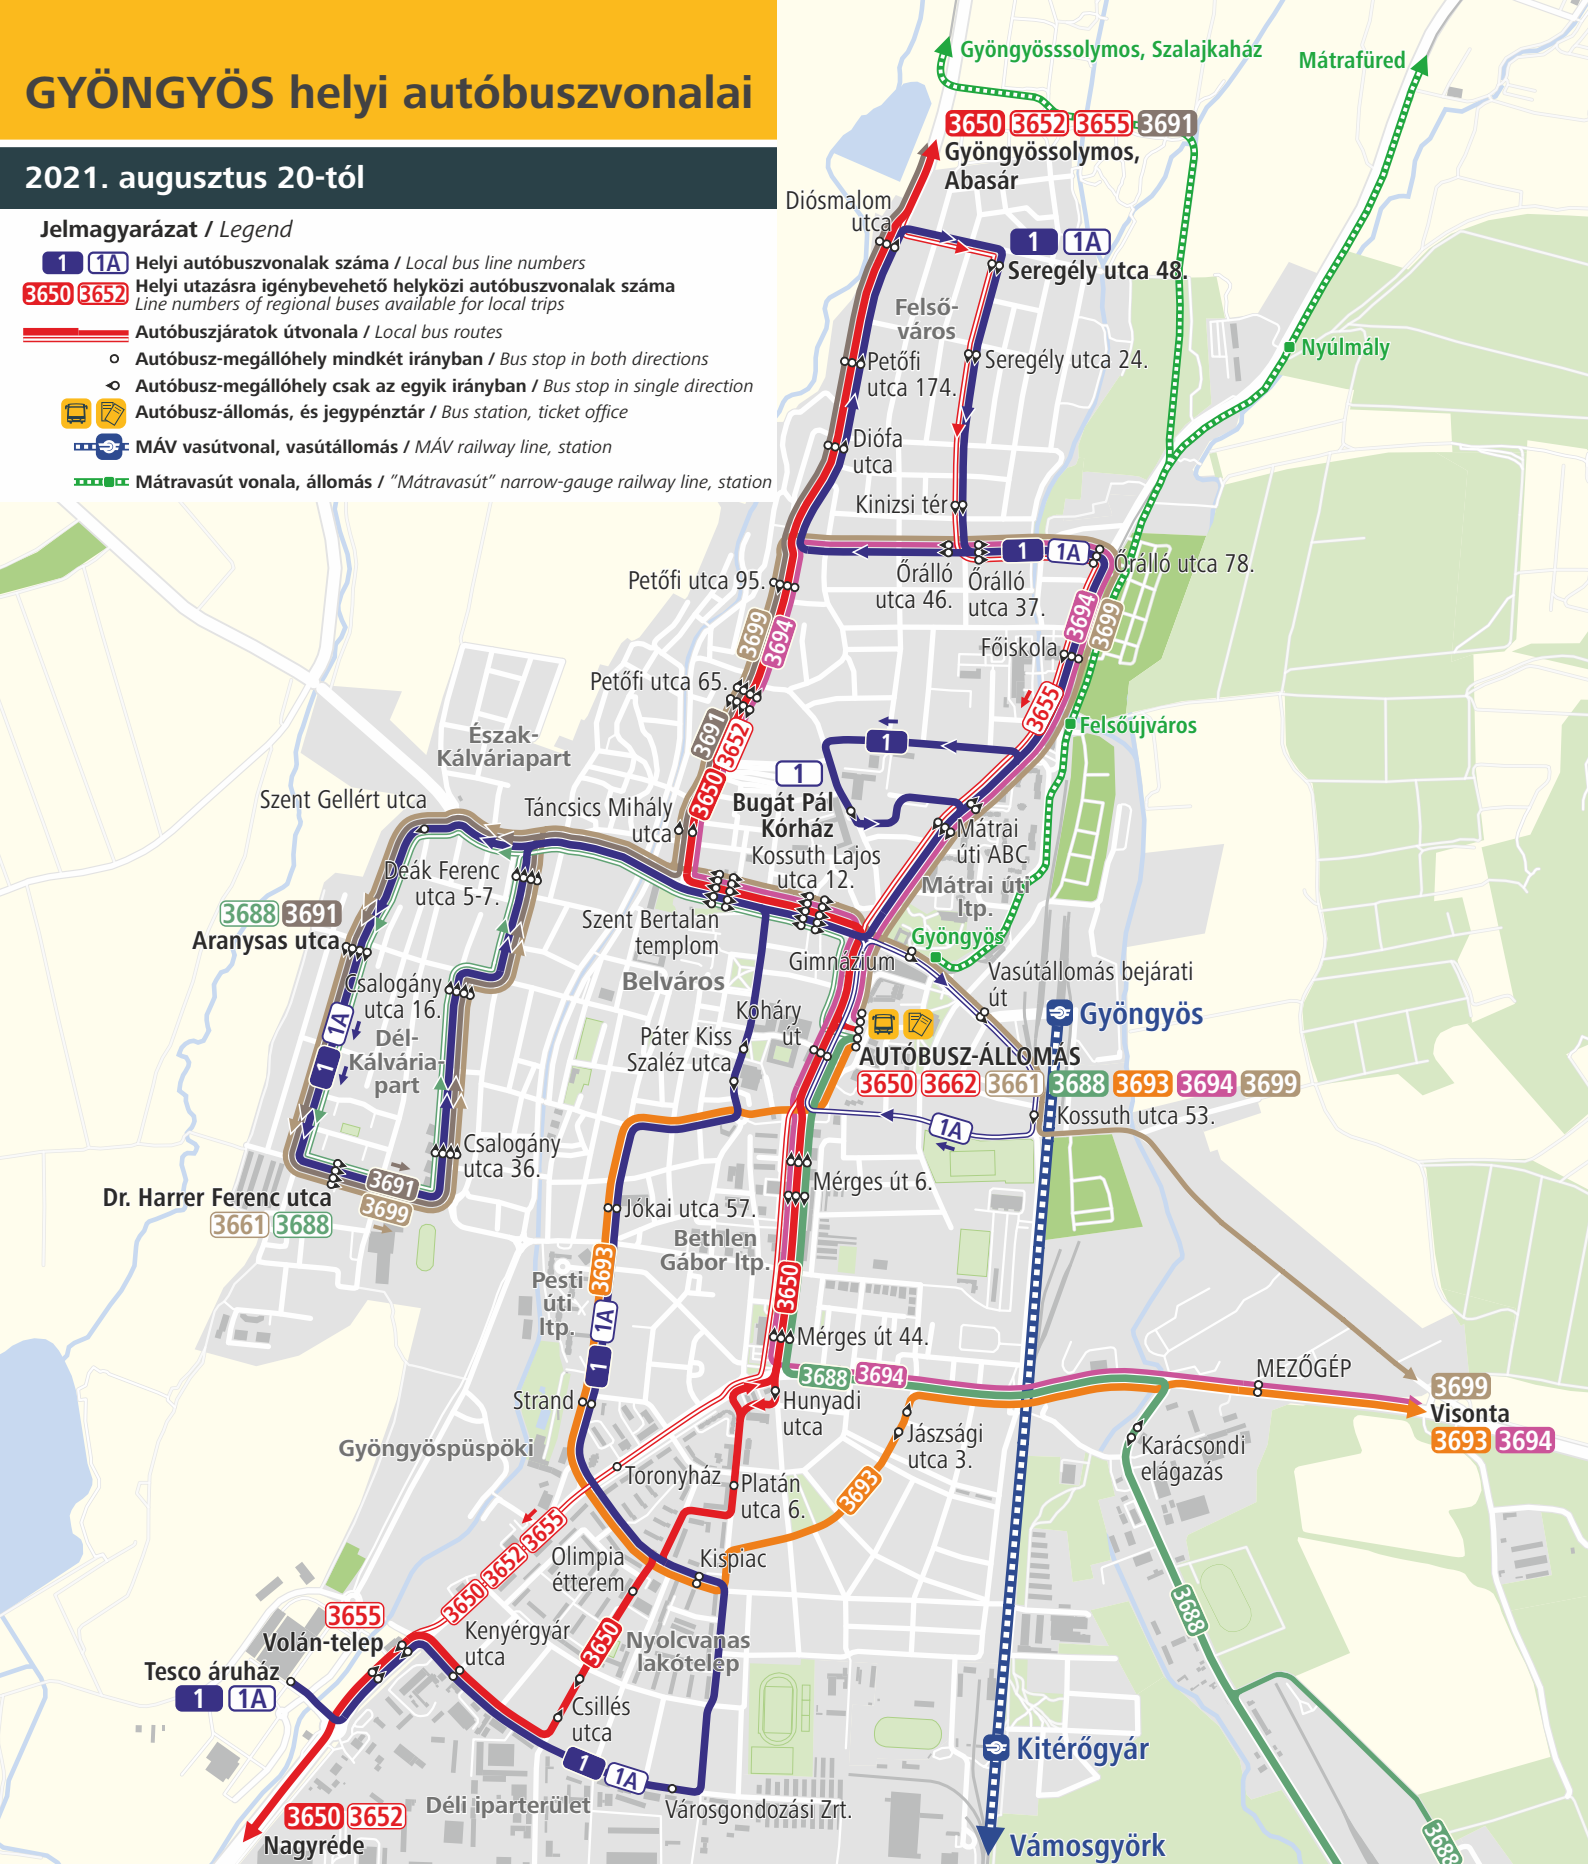 GYÖNGYÖS helyi autóbuszvonalai
2021. augusztus 20-tól
Jelmagyarázat / Legend
1 1A Helyi autóbuszvonalak száma / Local bus line numbers
3650 3652 Helyi utazásra igénybevehető helyközi autóbuszvonalak száma
Line numbers of regional buses available for local trips
Autóbuszjáratok útvonala / Local bus routes
Autóbusz-megállóhely mindkét irányban / Bus stop in both directions
Autóbusz-megállóhely csak az egyik irányban / Bus stop in single direction
Autóbusz-állomás, és jegypénztár / Bus station, ticket office
MÁV vasútvonal, vasútállomás / MÁV railway line, station
Mátravasút vonala, állomás / ”Mátravasút” narrow-gauge railway line, station
Gyöngyösssolymos, Szalajkaház
Mátrafüred
3650 3652 3655 3691
Gyöngyössolymos,
Abasár
Diósmalom
utca
1 1A
Seregély utca 48.
Felső-
város
Nyúlmály
Petőfi
utca 174.
Seregély utca 24.
Diófa
utca
Kinizsi tér
1 1A
Őrálló
utca 46.
Őrálló
utca 37.
Őrálló utca 78.
Petőfi utca 95.
3699
3694
3694
3699
Főiskola
Petőfi utca 65.
3655
Felsőújváros
3691
3652
3650
Észak-
Kálváriapart
1
1
Bugát Pál
Kórház
Szent Gellért utca
Táncsics Mihály
utca
Mátrai
úti ABC
Kossuth Lajos
utca 12.
Deák Ferenc
utca 5-7.
Mátrai úti
ltp.
3688 3691
Aranysas utca
Szent Bertalan
templom
Gyöngyös
Gimnázium
Belváros
Vasútállomás bejárati
út
Csalogány
utca 16.
1A
1
Dél-
Kálvária-
part
Koháry
út
Páter Kiss
Szaléz utca
Gyöngyös
AUTÓBUSZ-ÁLLOMÁS
3650 3662 3661 3688 3693 3694 3699
Kossuth utca 53.
1A
Csalogány
utca 36.
3691
3699
Dr. Harrer Ferenc utca
3661 3688
Mérges út 6.
Jókai utca 57.
Bethlen
Gábor ltp.
3693
3650
Pesti
úti
ltp.
1A
1
Mérges út 44.
3688 3694
MEZŐGÉP
3699
Visonta
3693 3694
Strand
Hunyadi
utca
Jászsági
utca 3.
Karácsondi
elágazás
Gyöngyöspüspöki
Toronyház
Platán
utca 6.
3693
3650 3652 3655
Olimpia
étterem
Kispiac
3688
3655
Volán-telep
Kenyérgyár
utca
3650
Nyolcvanas
lakótelep
Tesco áruház
1 1A
Csillés
utca
Kitérőgyár
1 1A
Városgondozási Zrt.
Déli iparterület
3650 3652
Nagyréde
Vámosgyörk
3688